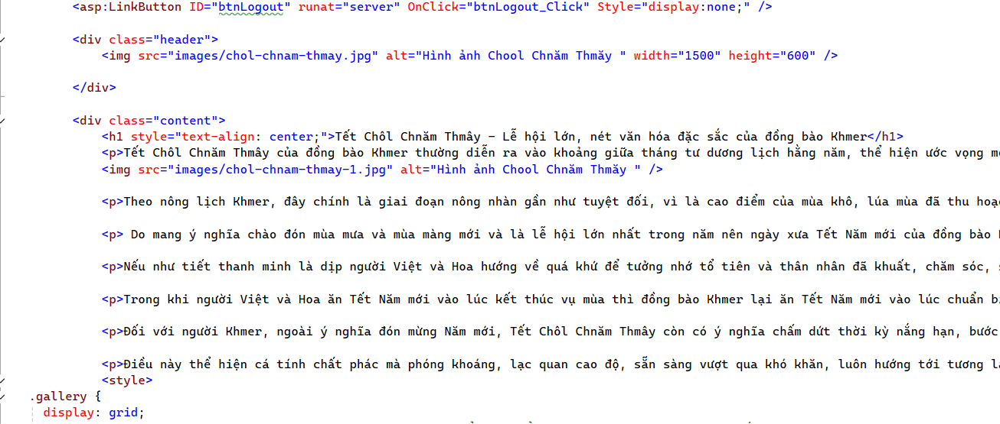 <asp:LinkButton ID="btnLogout" runat="server" OnClick="btnLogout_Click" Style="display:none;" />
<div class="header">
<img src="images/chol-chnam-thmay.jpg" alt="Hình ảnh Chool Chnăm Thmăy " width="1500" height="600" />
</div>
<div class="content">
<h1 style="text-align: center;">Tết Chôl Chnăm Thmây - Lễ hội lớn, nét văn hóa đặc sắc của đồng bào Khmer</h1>
<p>Tết Chôl Chnăm Thmây của đồng bào Khmer thường diễn ra vào khoảng giữa tháng tư dương lịch hằng năm, thể hiện ước vọng
<img src="images/chol-chnam-thmay-1.jpg" alt="Hình ảnh Chool Chnăm Thmăy " />
<p>Theo nông lịch Khmer, đây chính là giai đoạn nông nhàn gần như tuyệt đối, vì là cao điểm của mùa khô, lúa mùa đã thu
<p> Do mang ý nghĩa chào đón mùa mưa và mùa màng mới và là lễ hội lớn nhất trong năm nên ngày xưa Tết Năm mới của đồng bào
<p>Nếu như tiết thanh minh là dịp người Việt và Hoa hướng về quá khứ để tưởng nhớ tổ tiên và thân nhân đã khuất, chăm sóc,
<p>Trong khi người Việt và Hoa ăn Tết Năm mới vào lúc kết thúc vụ mùa thì đồng bào Khmer lại ăn Tết Năm mới vào lúc chuẩn
<p>Đối với người Khmer, ngoài ý nghĩa đón mừng Năm mới, Tết Chôl Chnăm Thmây còn có ý nghĩa chấm dứt thời kỳ nắng hạn, bước
<p>Điều này thể hiện cá tính chất phác mà phóng khoáng, lạc quan cao độ, sẵn sàng vượt qua khó khăn, luôn hướng tới tương
<style>
.gallery {
display: grid;